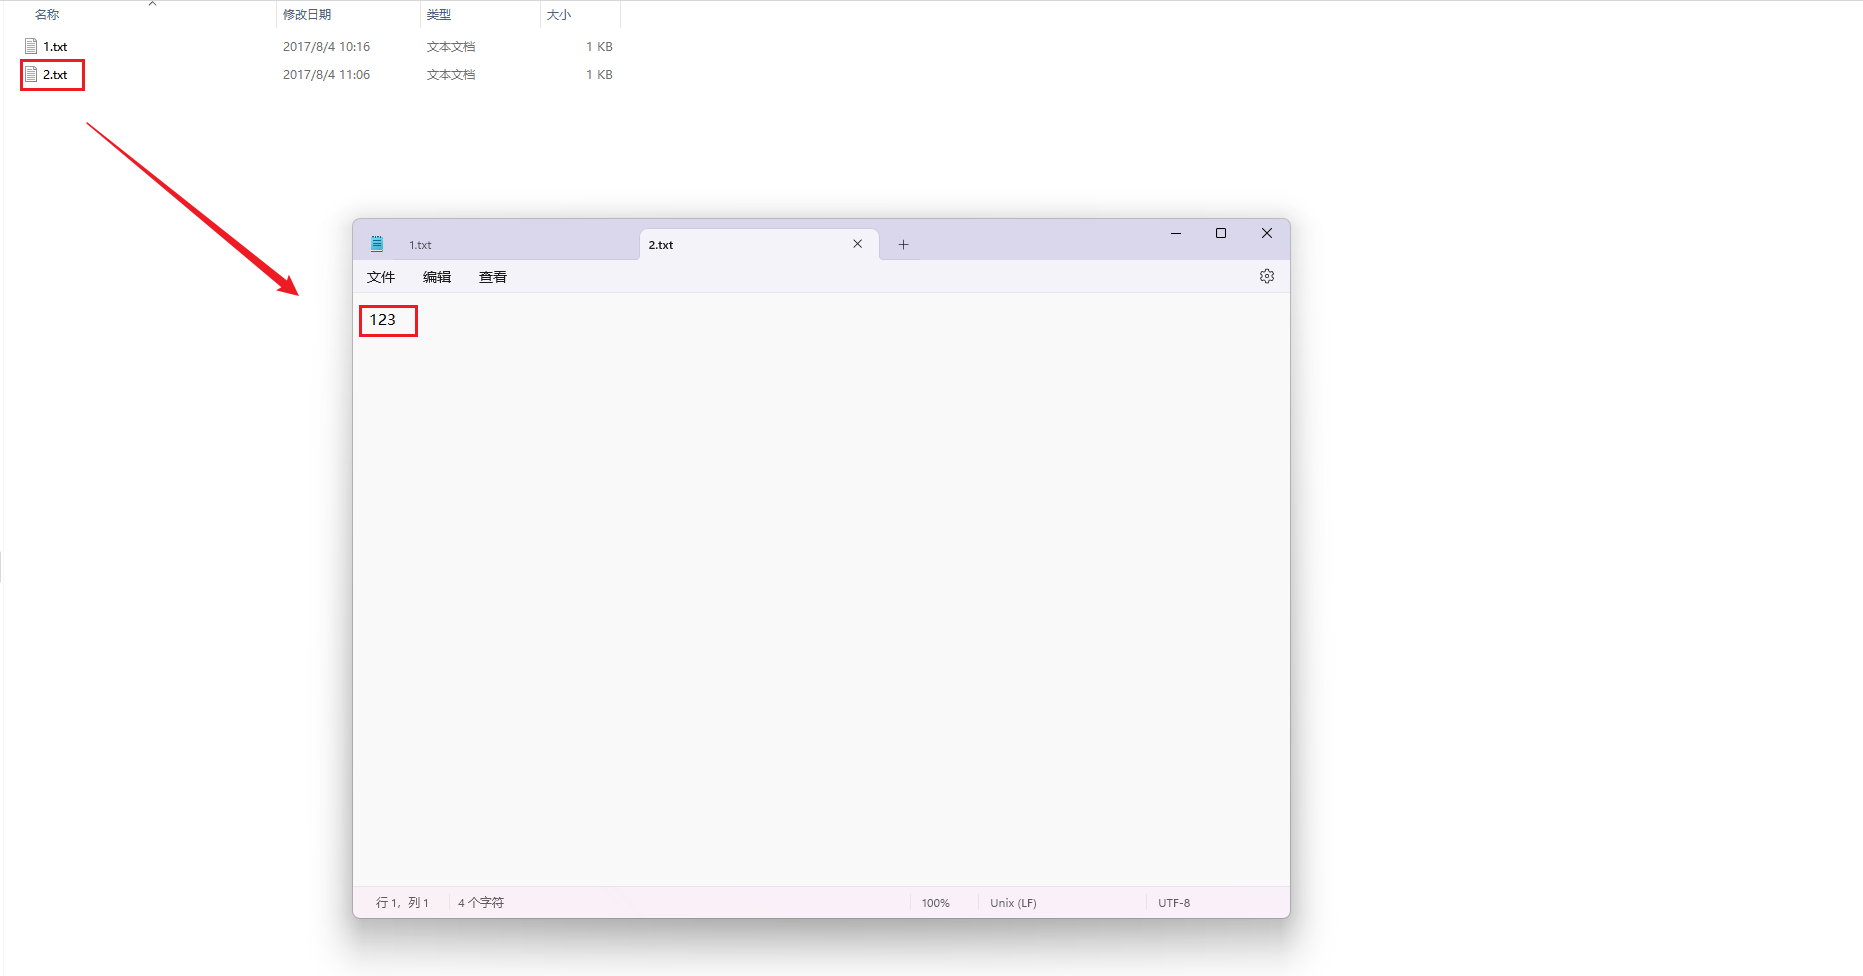 名称 修改日期 类型 大小
1.txt 2017/8/4 10:16 文本文档 1 KB
2.txt 2017/8/4 11:06 文本文档 1 KB
1.txt 2.txt
文件 编辑 查看
123
行 1，列 1 4 个字符 100% Unix (LF) UTF-8